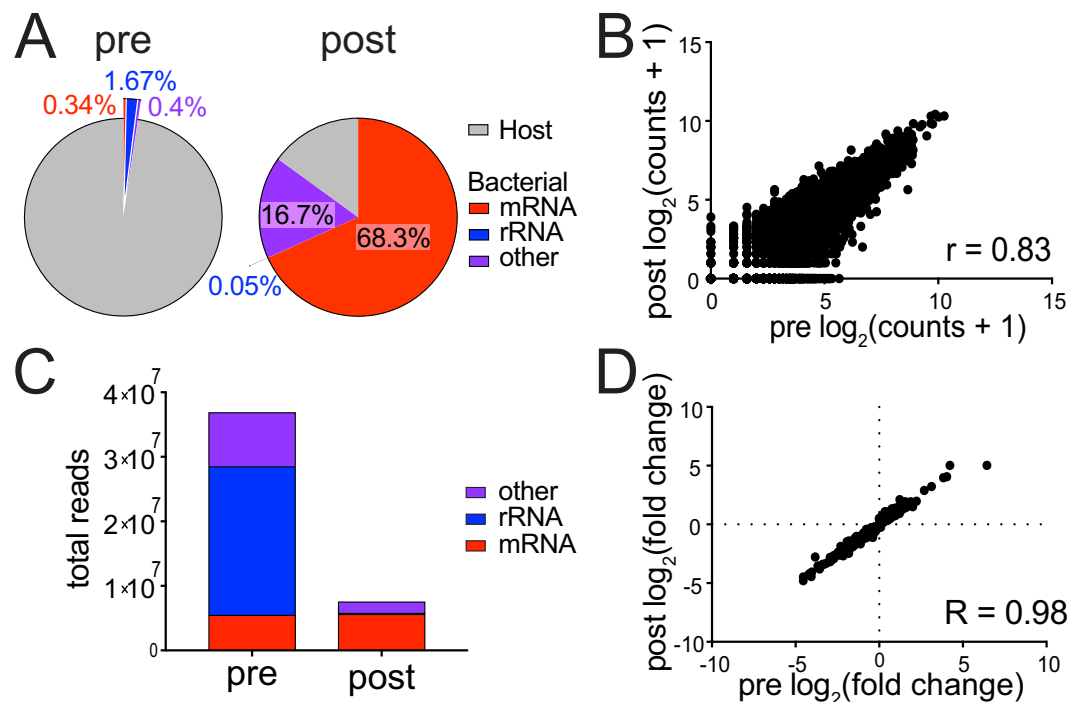 A
pre
post
1.67%
0.34%
0.4%
16.7%
68.3%
0.05%
Host
Bacterial
mRNA
rRNA
other
B
post log2(counts + 1)
15
10
5
0
0
5
10
15
r = 0.83
pre log2(counts + 1)
C
total reads
4×10^7
3×10^7
2×10^7
1×10^7
0
pre
post
other
rRNA
mRNA
D
post log2(fold change)
10
5
0
-5
-10
-10
-5
0
5
10
R = 0.98
pre log2(fold change)